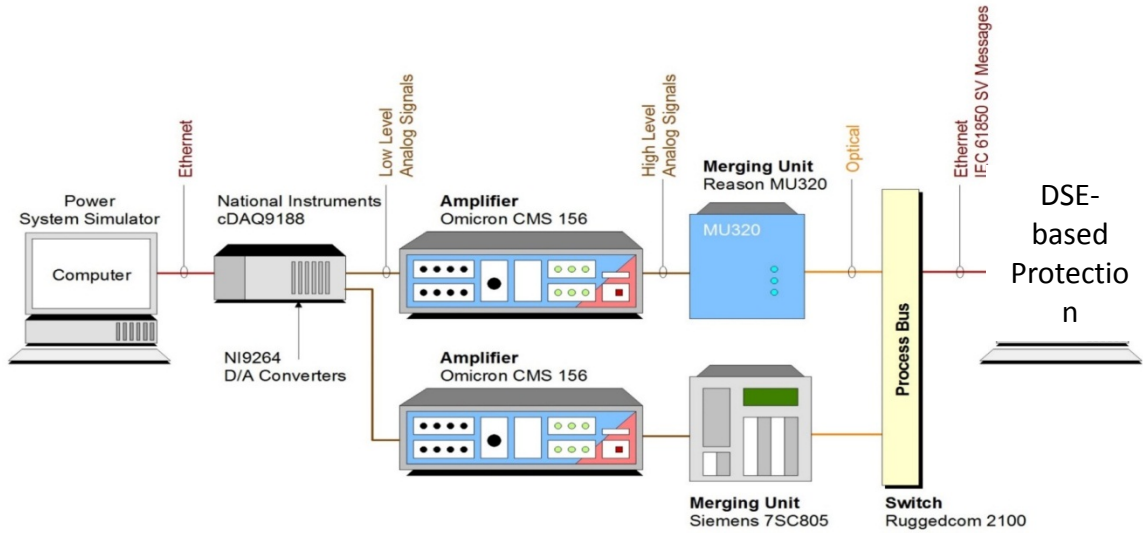 Ethernet
Low Level
Analog Signals
High Level
Analog Signals
Optical
Ethernet
IEC 61850 SV Messages
Power
System Simulator
Computer
National Instruments
cDAQ9188
NI9264
D/A Converters
Amplifier
Omicron CMS 156
Merging Unit
Reason MU320
MU320
Amplifier
Omicron CMS 156
Merging Unit
Siemens 7SC805
Process Bus
Switch
Ruggedcom 2100
DSE-
based
Protectio
n